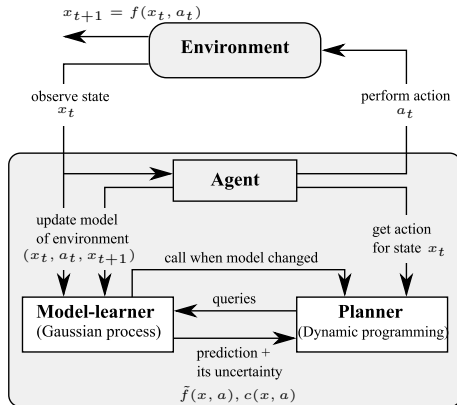 x_{t+1} = f(x_t, a_t)
Environment
observe state
x_t
perform action
a_t
Agent
update model
of environment
(x_t, a_t, x_{t+1})
get action
for state x_t
call when model changed
Model-learner
(Gaussian process)
queries
Planner
(Dynamic programming)
prediction +
its uncertainty
f̃(x, a), c(x, a)